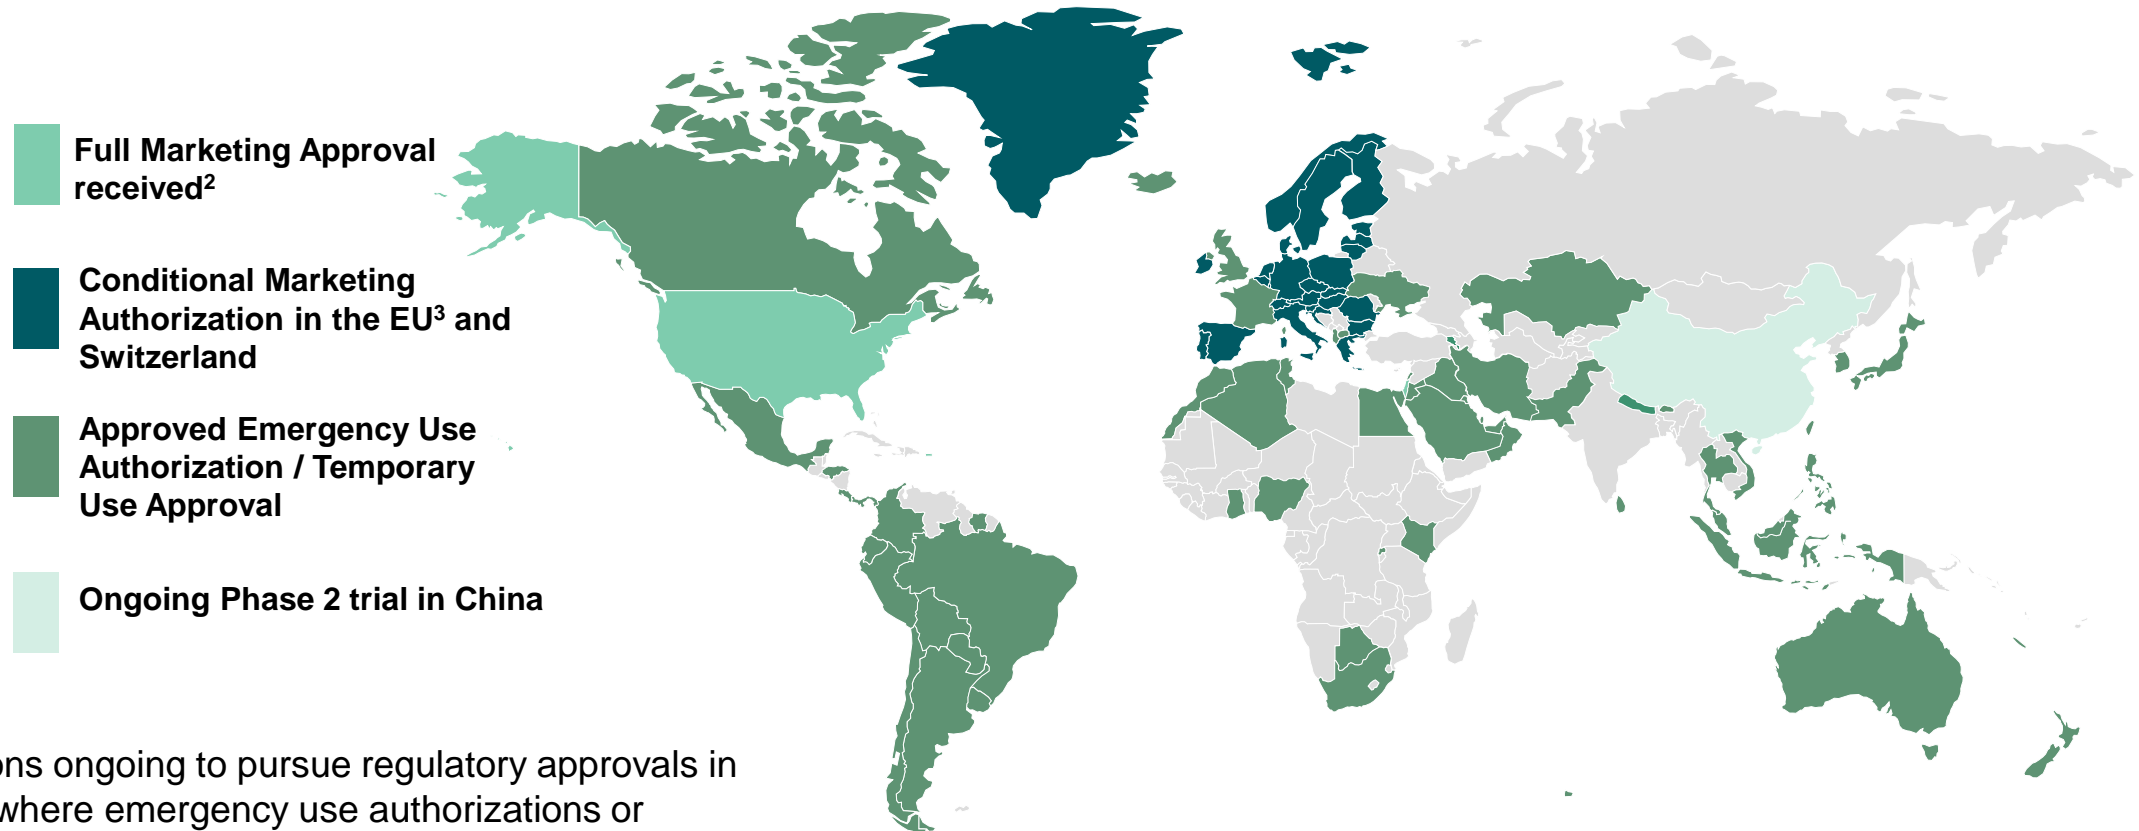 Full Marketing Approval
received²
Conditional Marketing
Authorization in the EU³ and
Switzerland
Approved Emergency Use
Authorization / Temporary
Use Approval
Ongoing Phase 2 trial in China
ons ongoing to pursue regulatory approvals in
where emergency use authorizations or